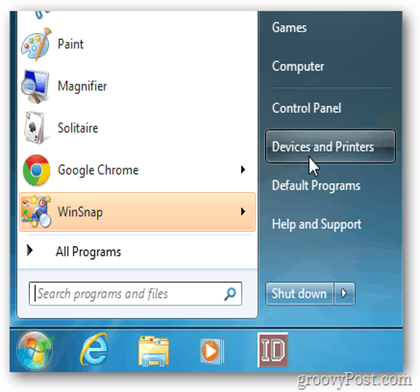 Paint
Magnifier
Solitaire
Google Chrome
WinSnap
All Programs
Search programs and files
Games
Computer
Control Panel
Devices and Printers
Default Programs
Help and Support
Shut down
ID
groovyPost.com